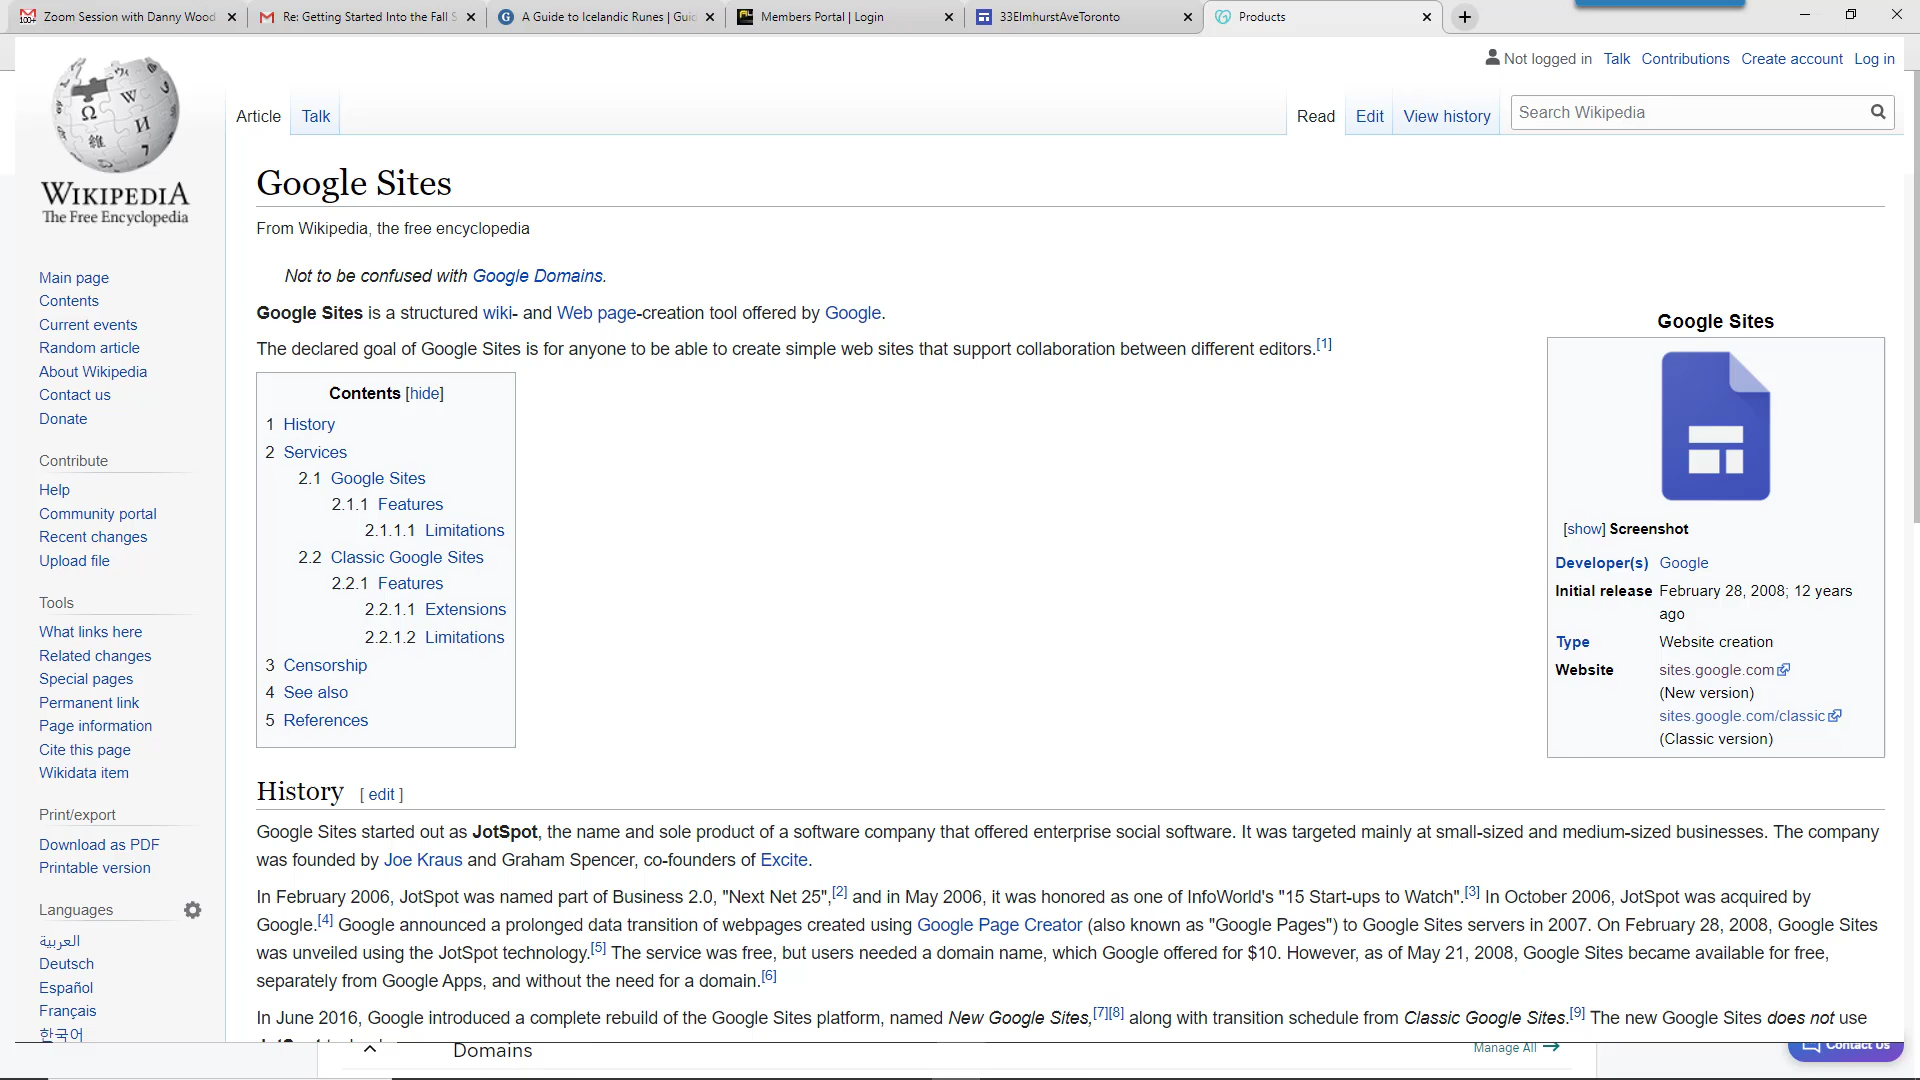 Zoom Session with Danny Wood
Re: Getting Started Into the Fall S
A Guide to Icelandic Runes | Guid
Members Portal | Login
33ElmhurstAveToronto
Products
Not logged in Talk Contributions Create account Log in
Article Talk
Read Edit View history
Search Wikipedia
WIKIPEDIA
The Free Encyclopedia
Main page
Contents
Current events
Random article
About Wikipedia
Contact us
Donate
Contribute
Help
Community portal
Recent changes
Upload file
Tools
What links here
Related changes
Special pages
Permanent link
Page information
Cite this page
Wikidata item
Print/export
Download as PDF
Printable version
Languages
العربية
Deutsch
Español
Français
한국어
Google Sites
From Wikipedia, the free encyclopedia
Not to be confused with Google Domains.
Google Sites is a structured wiki- and Web page-creation tool offered by Google.
The declared goal of Google Sites is for anyone to be able to create simple web sites that support collaboration between different editors.[1]
Contents [hide]
1 History
2 Services
2.1 Google Sites
2.1.1 Features
2.1.1.1 Limitations
2.2 Classic Google Sites
2.2.1 Features
2.2.1.1 Extensions
2.2.1.2 Limitations
3 Censorship
4 See also
5 References
Google Sites
[show] Screenshot
Developer(s) Google
Initial release February 28, 2008; 12 years
ago
Type Website creation
Website sites.google.com
(New version)
sites.google.com/classic
(Classic version)
History [ edit ]
Google Sites started out as JotSpot, the name and sole product of a software company that offered enterprise social software. It was targeted mainly at small-sized and medium-sized businesses. The company
was founded by Joe Kraus and Graham Spencer, co-founders of Excite.
In February 2006, JotSpot was named part of Business 2.0, "Next Net 25",[2] and in May 2006, it was honored as one of InfoWorld's "15 Start-ups to Watch".[3] In October 2006, JotSpot was acquired by
Google.[4] Google announced a prolonged data transition of webpages created using Google Page Creator (also known as "Google Pages") to Google Sites servers in 2007. On February 28, 2008, Google Sites
was unveiled using the JotSpot technology.[5] The service was free, but users needed a domain name, which Google offered for $10. However, as of May 21, 2008, Google Sites became available for free,
separately from Google Apps, and without the need for a domain.[6]
In June 2016, Google introduced a complete rebuild of the Google Sites platform, named New Google Sites,[7][8] along with transition schedule from Classic Google Sites.[9] The new Google Sites does not use
Domains
Manage All
Contact Us